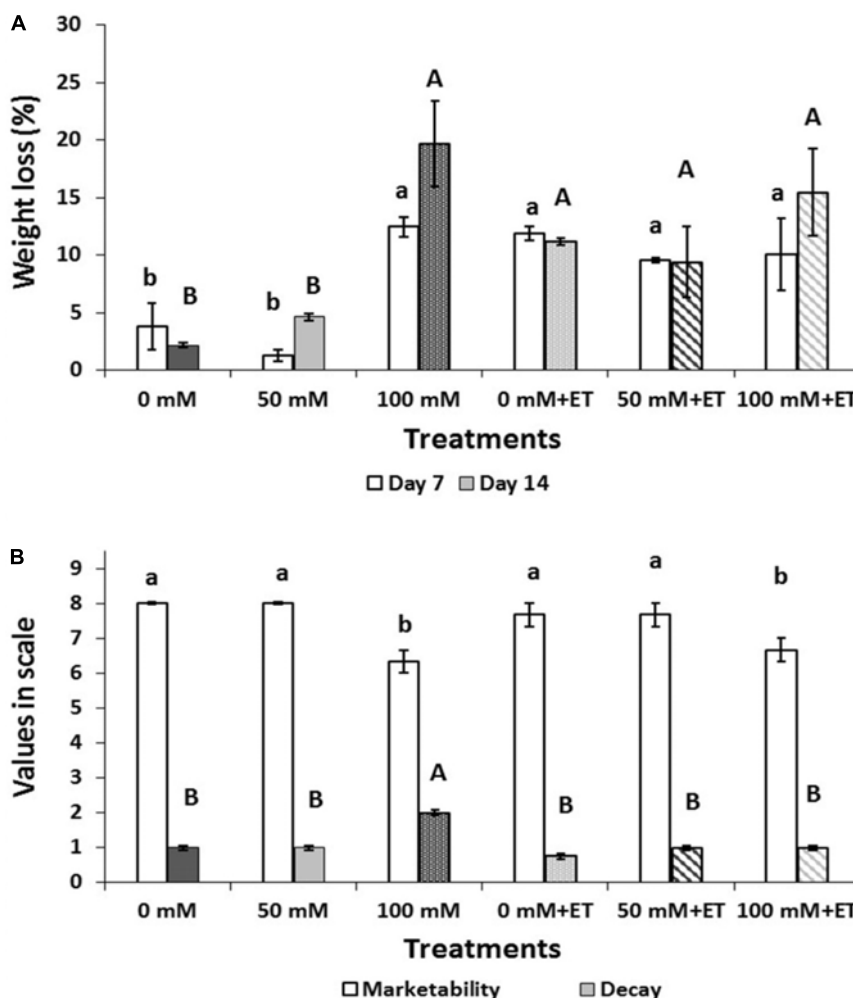 A
Weight loss (%)
30
25
20
15
10
5
0
b
B
b
B
a
A
a
A
a
A
a
A
0 mM
50 mM
100 mM
0 mM+ET
50 mM+ET
100 mM+ET
Treatments
Day 7
Day 14
B
Values in scale
9
8
7
6
5
4
3
2
1
0
a
B
a
B
b
A
a
B
a
B
b
B
0 mM
50 mM
100 mM
0 mM+ET
50 mM+ET
100 mM+ET
Treatments
Marketability
Decay